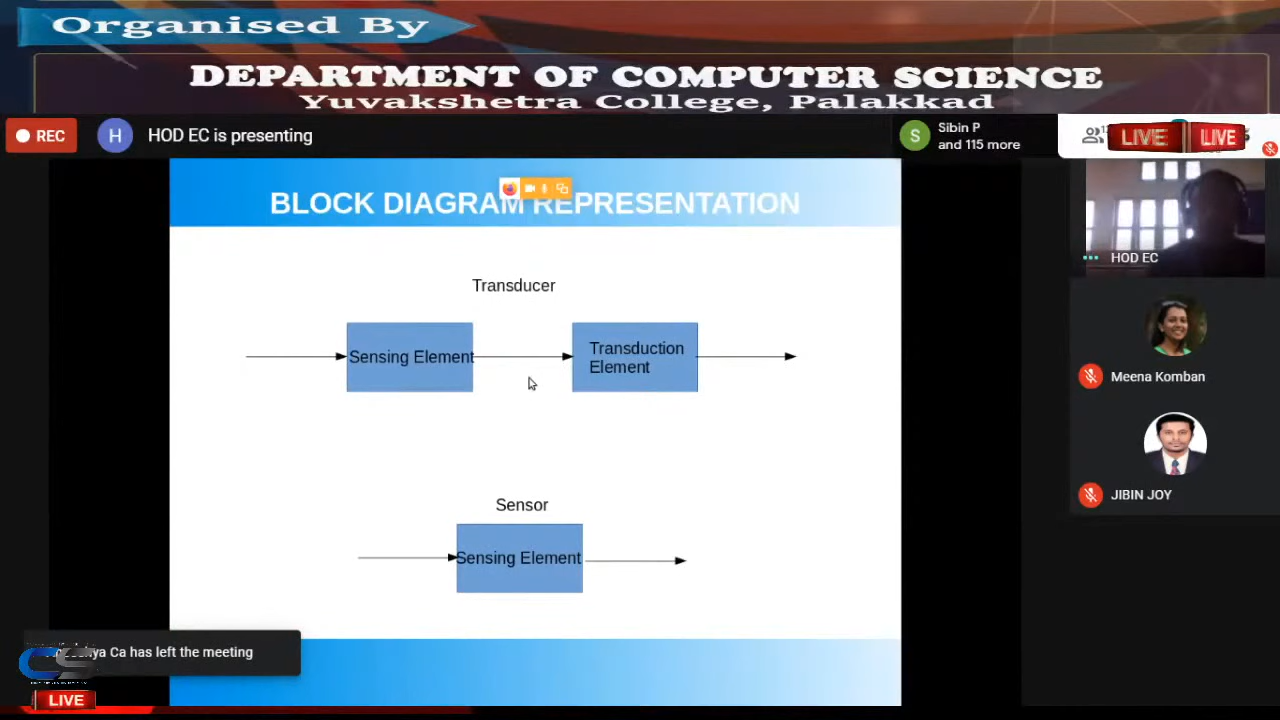 Organised By
DEPARTMENT OF COMPUTER SCIENCE
Yuvakshetra College, Palakkad
REC
H
HOD EC is presenting
S
Sibin P
and 115 more
LIVE LIVE
BLOCK DIAGRAM REPRESENTATION
HOD EC
Transducer
Sensing Element
Transduction
Element
Meena Komban
JIBIN JOY
Sensor
Sensing Element
Ca has left the meeting
CS
LIVE